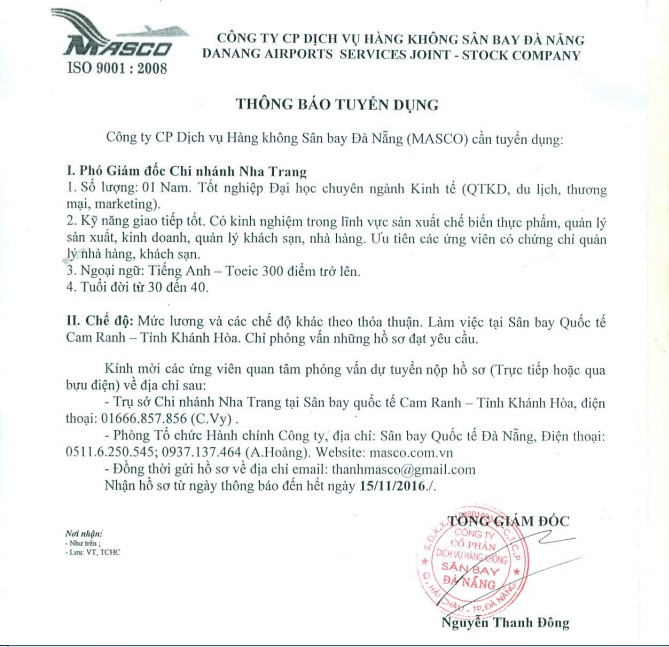 MASCO
ISO 9001 : 2008
CÔNG TY CP DỊCH VỤ HÀNG KHÔNG SÂN BAY ĐÀ NẴNG
DANANG AIRPORTS SERVICES JOINT - STOCK COMPANY
THÔNG BÁO TUYỂN DỤNG
Công ty CP Dịch vụ Hàng không Sân bay Đà Nẵng (MASCO) cần tuyển dụng:
I. Phó Giám đốc Chi nhánh Nha Trang
1. Số lượng: 01 Nam. Tốt nghiệp Đại học chuyên ngành Kinh tế (QTKD, du lịch, thương
mại, marketing).
2. Kỹ năng giao tiếp tốt. Có kinh nghiệm trong lĩnh vực sản xuất chế biến thực phẩm, quản lý
sản xuất, kinh doanh, quản lý khách sạn, nhà hàng. Ưu tiên các ứng viên có chứng chỉ quản
lý nhà hàng, khách sạn.
3. Ngoại ngữ: Tiếng Anh – Toeic 300 điểm trở lên.
4. Tuổi đời từ 30 đến 40.
II. Chế độ: Mức lương và các chế độ khác theo thỏa thuận. Làm việc tại Sân bay Quốc tế
Cam Ranh – Tỉnh Khánh Hòa. Chỉ phỏng vấn những hồ sơ đạt yêu cầu.
Kính mời các ứng viên quan tâm phỏng vấn dự tuyển nộp hồ sơ (Trực tiếp hoặc qua
bựu điện) về địa chỉ sau:
- Trụ sở Chi nhánh Nha Trang tại Sân bay quốc tế Cam Ranh – Tỉnh Khánh Hòa, điện
thoại: 01666.857.856 (C.Vy) .
- Phòng Tổ chức Hành chính Công ty, địa chỉ: Sân bay Quốc tế Đà Nẵng, Điện thoại:
0511.6.250.545; 0937.137.464 (A.Hoàng). Website: masco.com.vn
- Đồng thời gửi hồ sơ về địa chỉ email: thanhmasco@gmail.com
Nhận hồ sơ từ ngày thông báo đến hết ngày 15/11/2016./.
Nơi nhận:
- Như trên ;
- Lưu: VT, TCHC
TỔNG GIÁM ĐỐC
CÔNG TY
CỔ PHẦN
DỊCH VỤ HÀNG KHÔNG
SÂN BAY
ĐÀ NẴNG
Q. HẢI CHÂU - TP. ĐÀ NẴNG
Nguyễn Thanh Đông